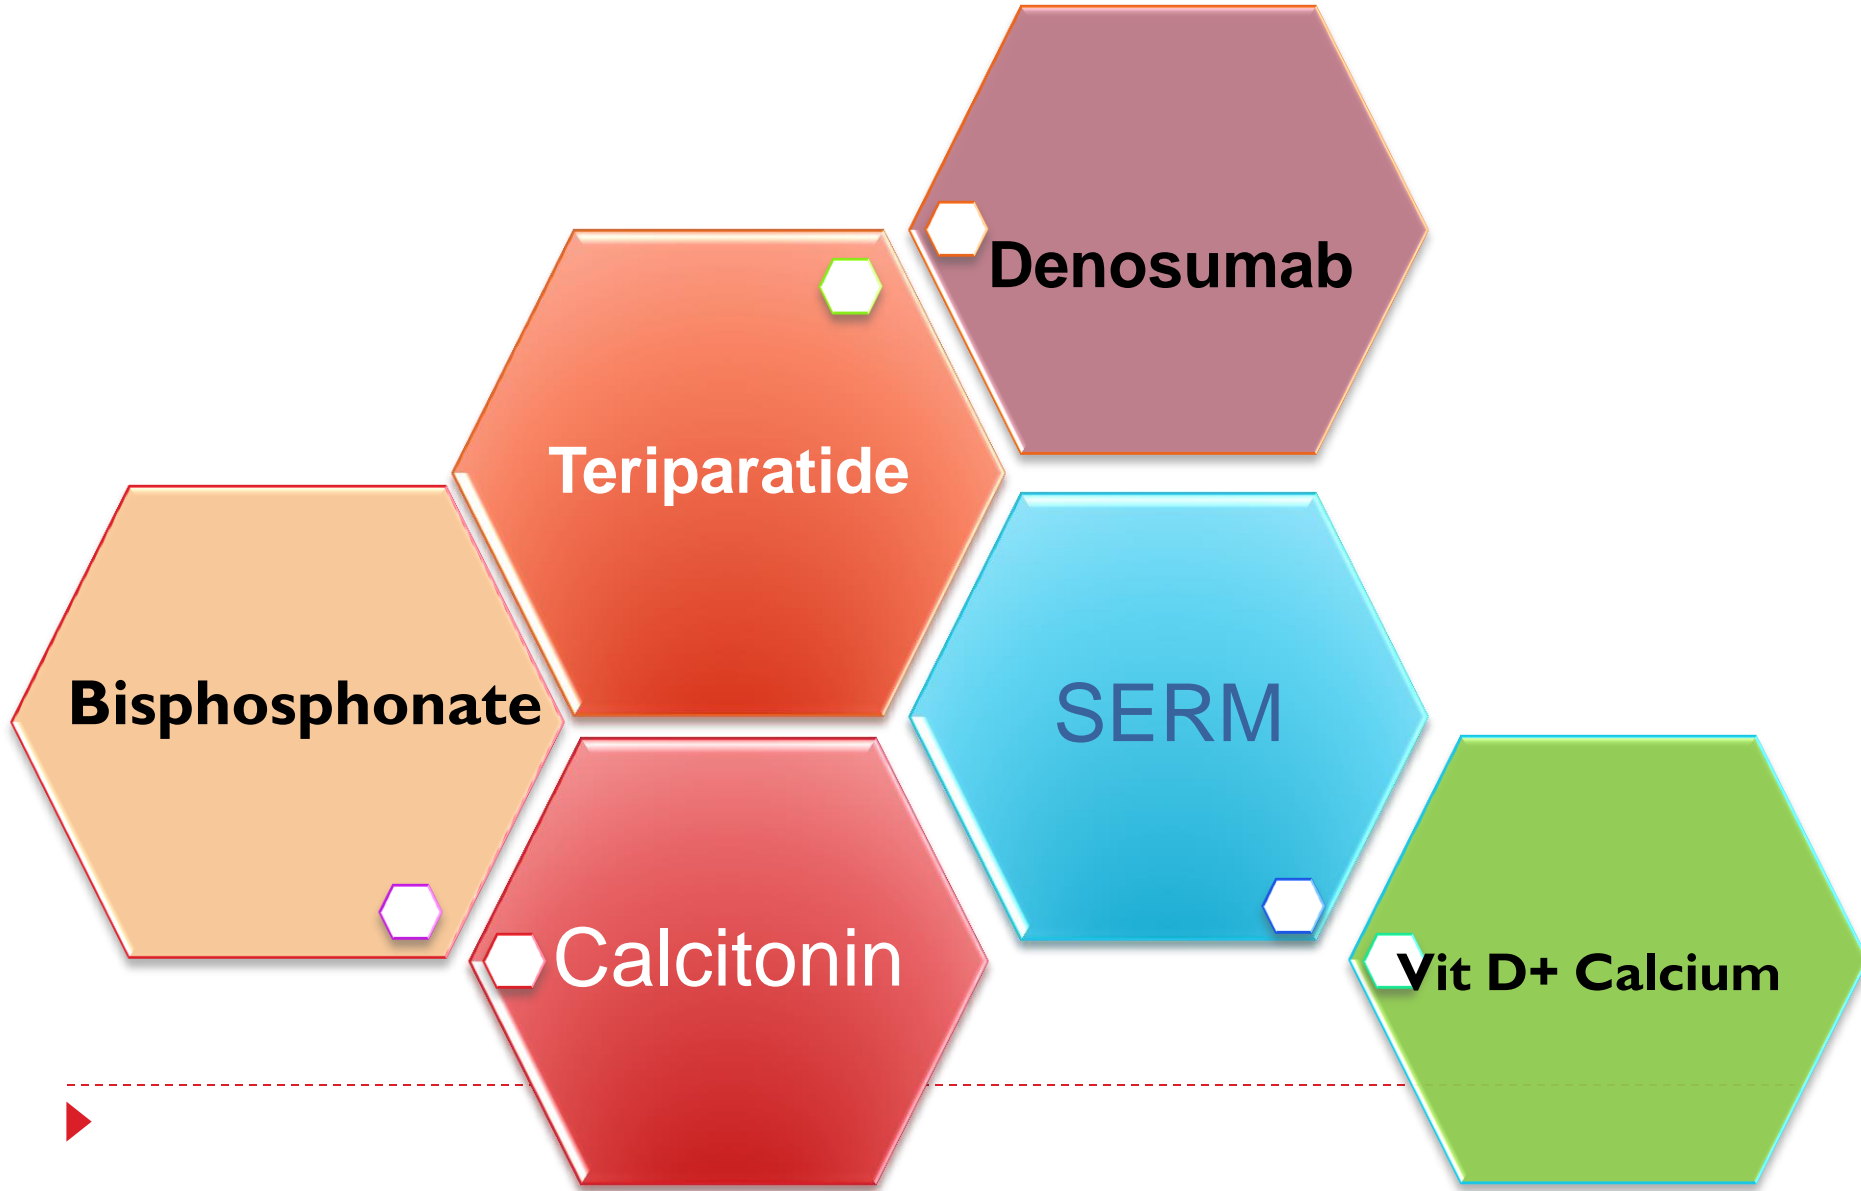 Denosumab
Teriparatide
Bisphosphonate
SERM
Calcitonin
Vit D+ Calcium